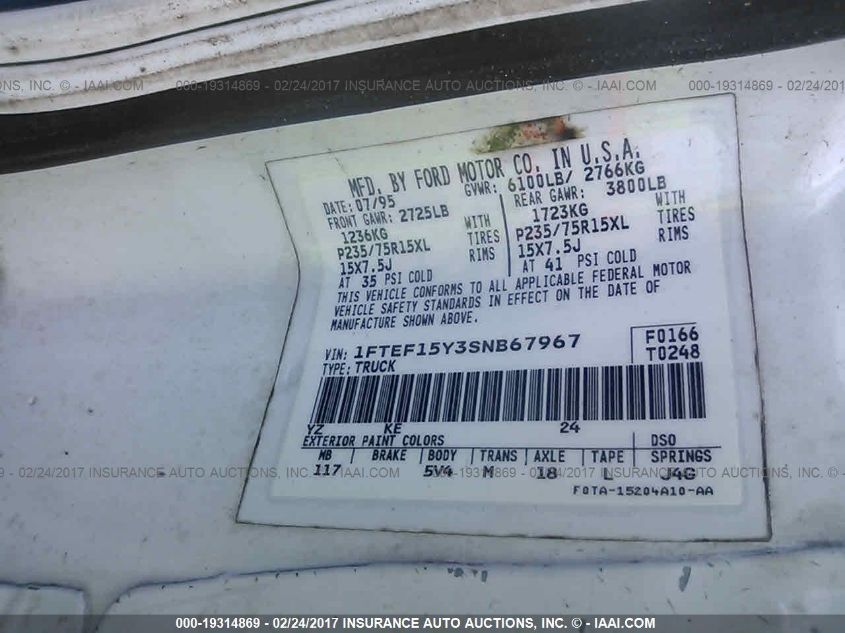 ANCE AUCTIONS, INC. © - IAAI.COM 000-19314869 - 02/24/2017 INSURANCE AUTO AUCTIONS, INC. © - IAAI.COM 000-19314869 - 02/24/2017
MFD. BY FORD MOTOR CO. IN U.S.A.
DATE: 07/95 GVWR: 6100LB/ 2766KG
FRONT GAWR: 2725LB REAR GAWR: 3800LB
1236KG WITH 1723KG WITH
P235/75R15XL TIRES P235/75R15XL TIRES
15X7.5J RIMS 15X7.5J RIMS
AT 35 PSI COLD AT 41 PSI COLD
THIS VEHICLE CONFORMS TO ALL APPLICABLE FEDERAL MOTOR
VEHICLE SAFETY STANDARDS IN EFFECT ON THE DATE OF
MANUFACTURE SHOWN ABOVE.
VIN: 1FTEF15Y3SNB67967 F0166
TYPE: TRUCK T0248
YZ KE 24
EXTERIOR PAINT COLORS DSO
MB BRAKE BODY TRANS AXLE TAPE SPRINGS
117 5V4 M 18 L J4G
F0TA-15204A10-AA
000-19314869 - 02/24/2017 INSURANCE AUTO AUCTIONS, INC. © - IAAI.COM